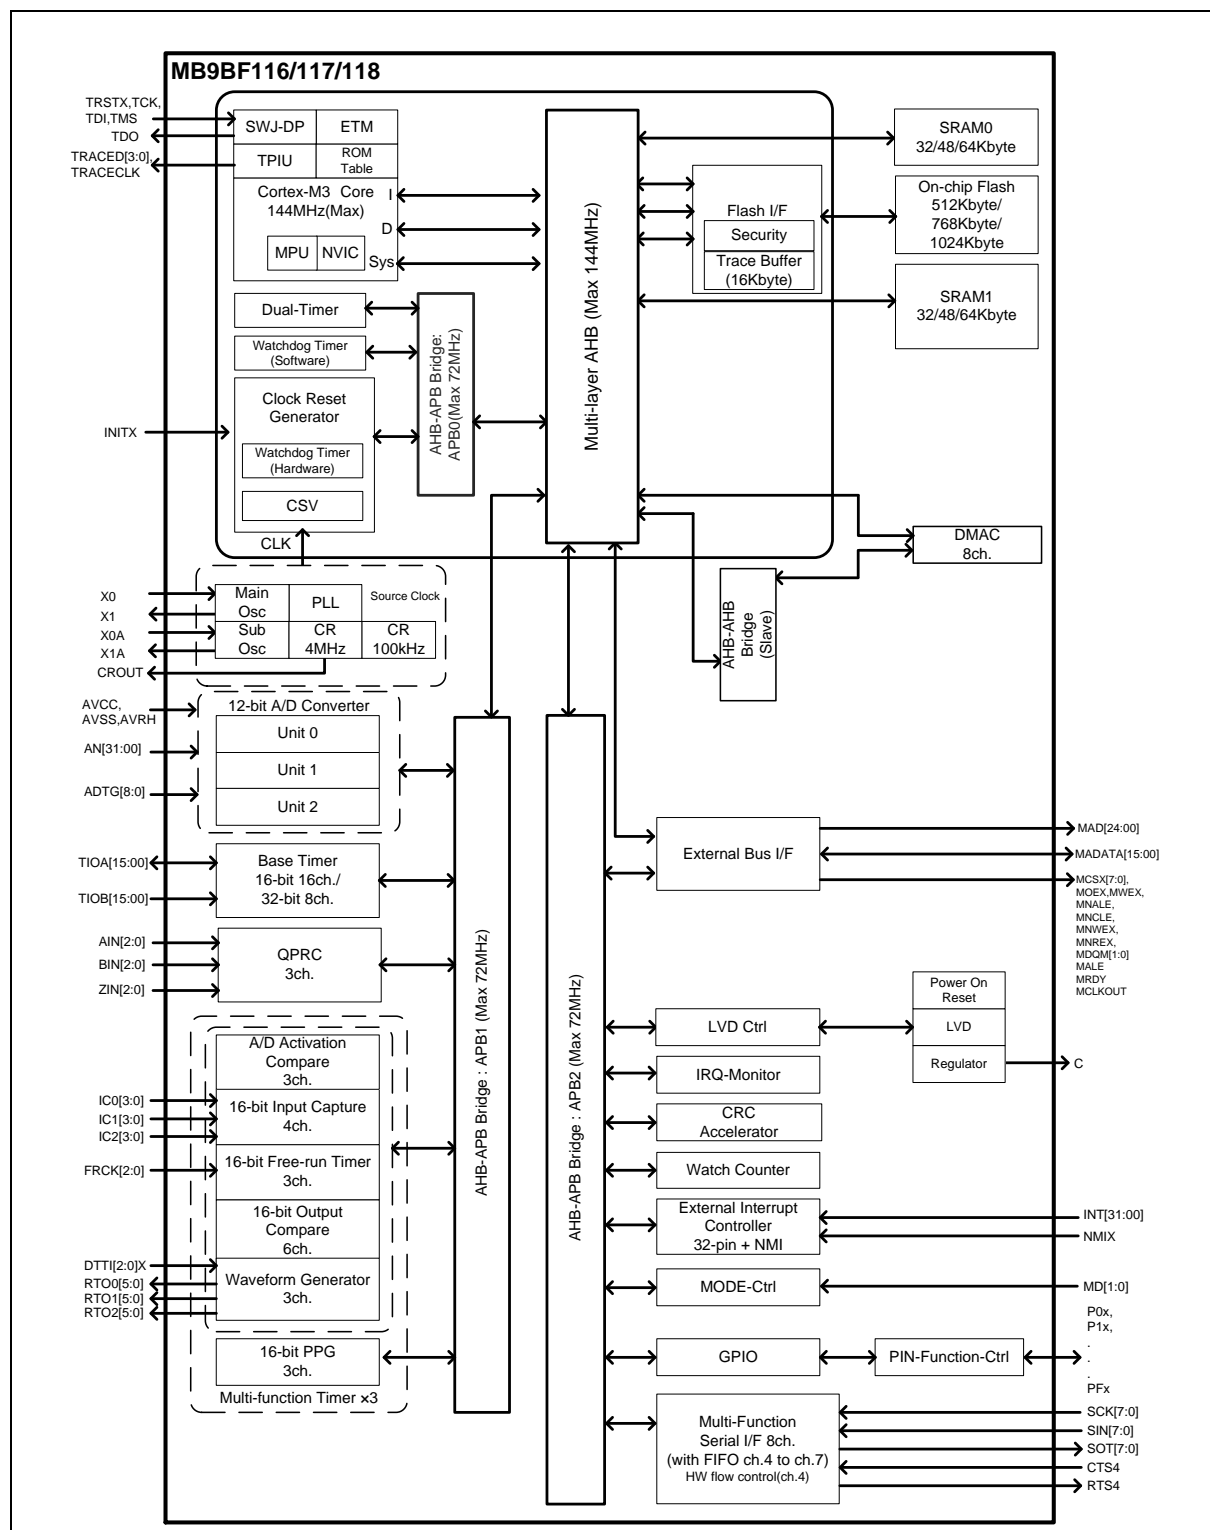 MB9BF116/117/118
TRSTX,TCK,
TDI,TMS
TDO
TRACED[3:0],
TRACECLK
SWJ-DP
ETM
TPIU
ROM
Table
Cortex-M3 Core
144MHz(Max)
I
D
Sys
MPU
NVIC
Multi-layer AHB (Max 144MHz)
Flash I/F
Security
Trace Buffer
(16Kbyte)
SRAM0
32/48/64Kbyte
On-chip Flash
512Kbyte/
768Kbyte/
1024Kbyte
SRAM1
32/48/64Kbyte
Dual-Timer
Watchdog Timer
(Software)
AHB-APB Bridge:
APB0(Max 72MHz)
INITX
Clock Reset
Generator
Watchdog Timer
(Hardware)
CSV
CLK
DMAC
8ch.
AHB-AHB
Bridge
(Slave)
X0
X1
X0A
X1A
CROUT
Main
Osc
PLL
Source Clock
Sub
Osc
CR
4MHz
CR
100kHz
AVCC,
AVSS,AVRH
AN[31:00]
ADTG[8:0]
12-bit A/D Converter
Unit 0
Unit 1
Unit 2
TIOA[15:00]
TIOB[15:00]
Base Timer
16-bit 16ch./
32-bit 8ch.
AIN[2:0]
BIN[2:0]
ZIN[2:0]
QPRC
3ch.
AHB-APB Bridge : APB1 (Max 72MHz)
AHB-APB Bridge : APB2 (Max 72MHz)
A/D Activation
Compare
3ch.
IC0[3:0]
IC1[3:0]
IC2[3:0]
16-bit Input Capture
4ch.
FRCK[2:0]
16-bit Free-run Timer
3ch.
16-bit Output
Compare
6ch.
DTTI[2:0]X
RTO0[5:0]
RTO1[5:0]
RTO2[5:0]
Waveform Generator
3ch.
16-bit PPG
3ch.
Multi-function Timer ×3
External Bus I/F
MAD[24:00]
MADATA[15:00]
MCSX[7:0],
MOEX,MWEX,
MNALE,
MNCLE,
MNWEX,
MNREX,
MDQM[1:0]
MALE
MRDY
MCLKOUT
LVD Ctrl
Power On
Reset
LVD
Regulator
C
IRQ-Monitor
CRC
Accelerator
Watch Counter
External Interrupt
Controller
32-pin + NMI
INT[31:00]
NMIX
MODE-Ctrl
MD[1:0]
GPIO
PIN-Function-Ctrl
P0x,
P1x,
.
.
.
PFx
Multi-Function
Serial I/F 8ch.
(with FIFO ch.4 to ch.7)
HW flow control(ch.4)
SCK[7:0]
SIN[7:0]
SOT[7:0]
CTS4
RTS4